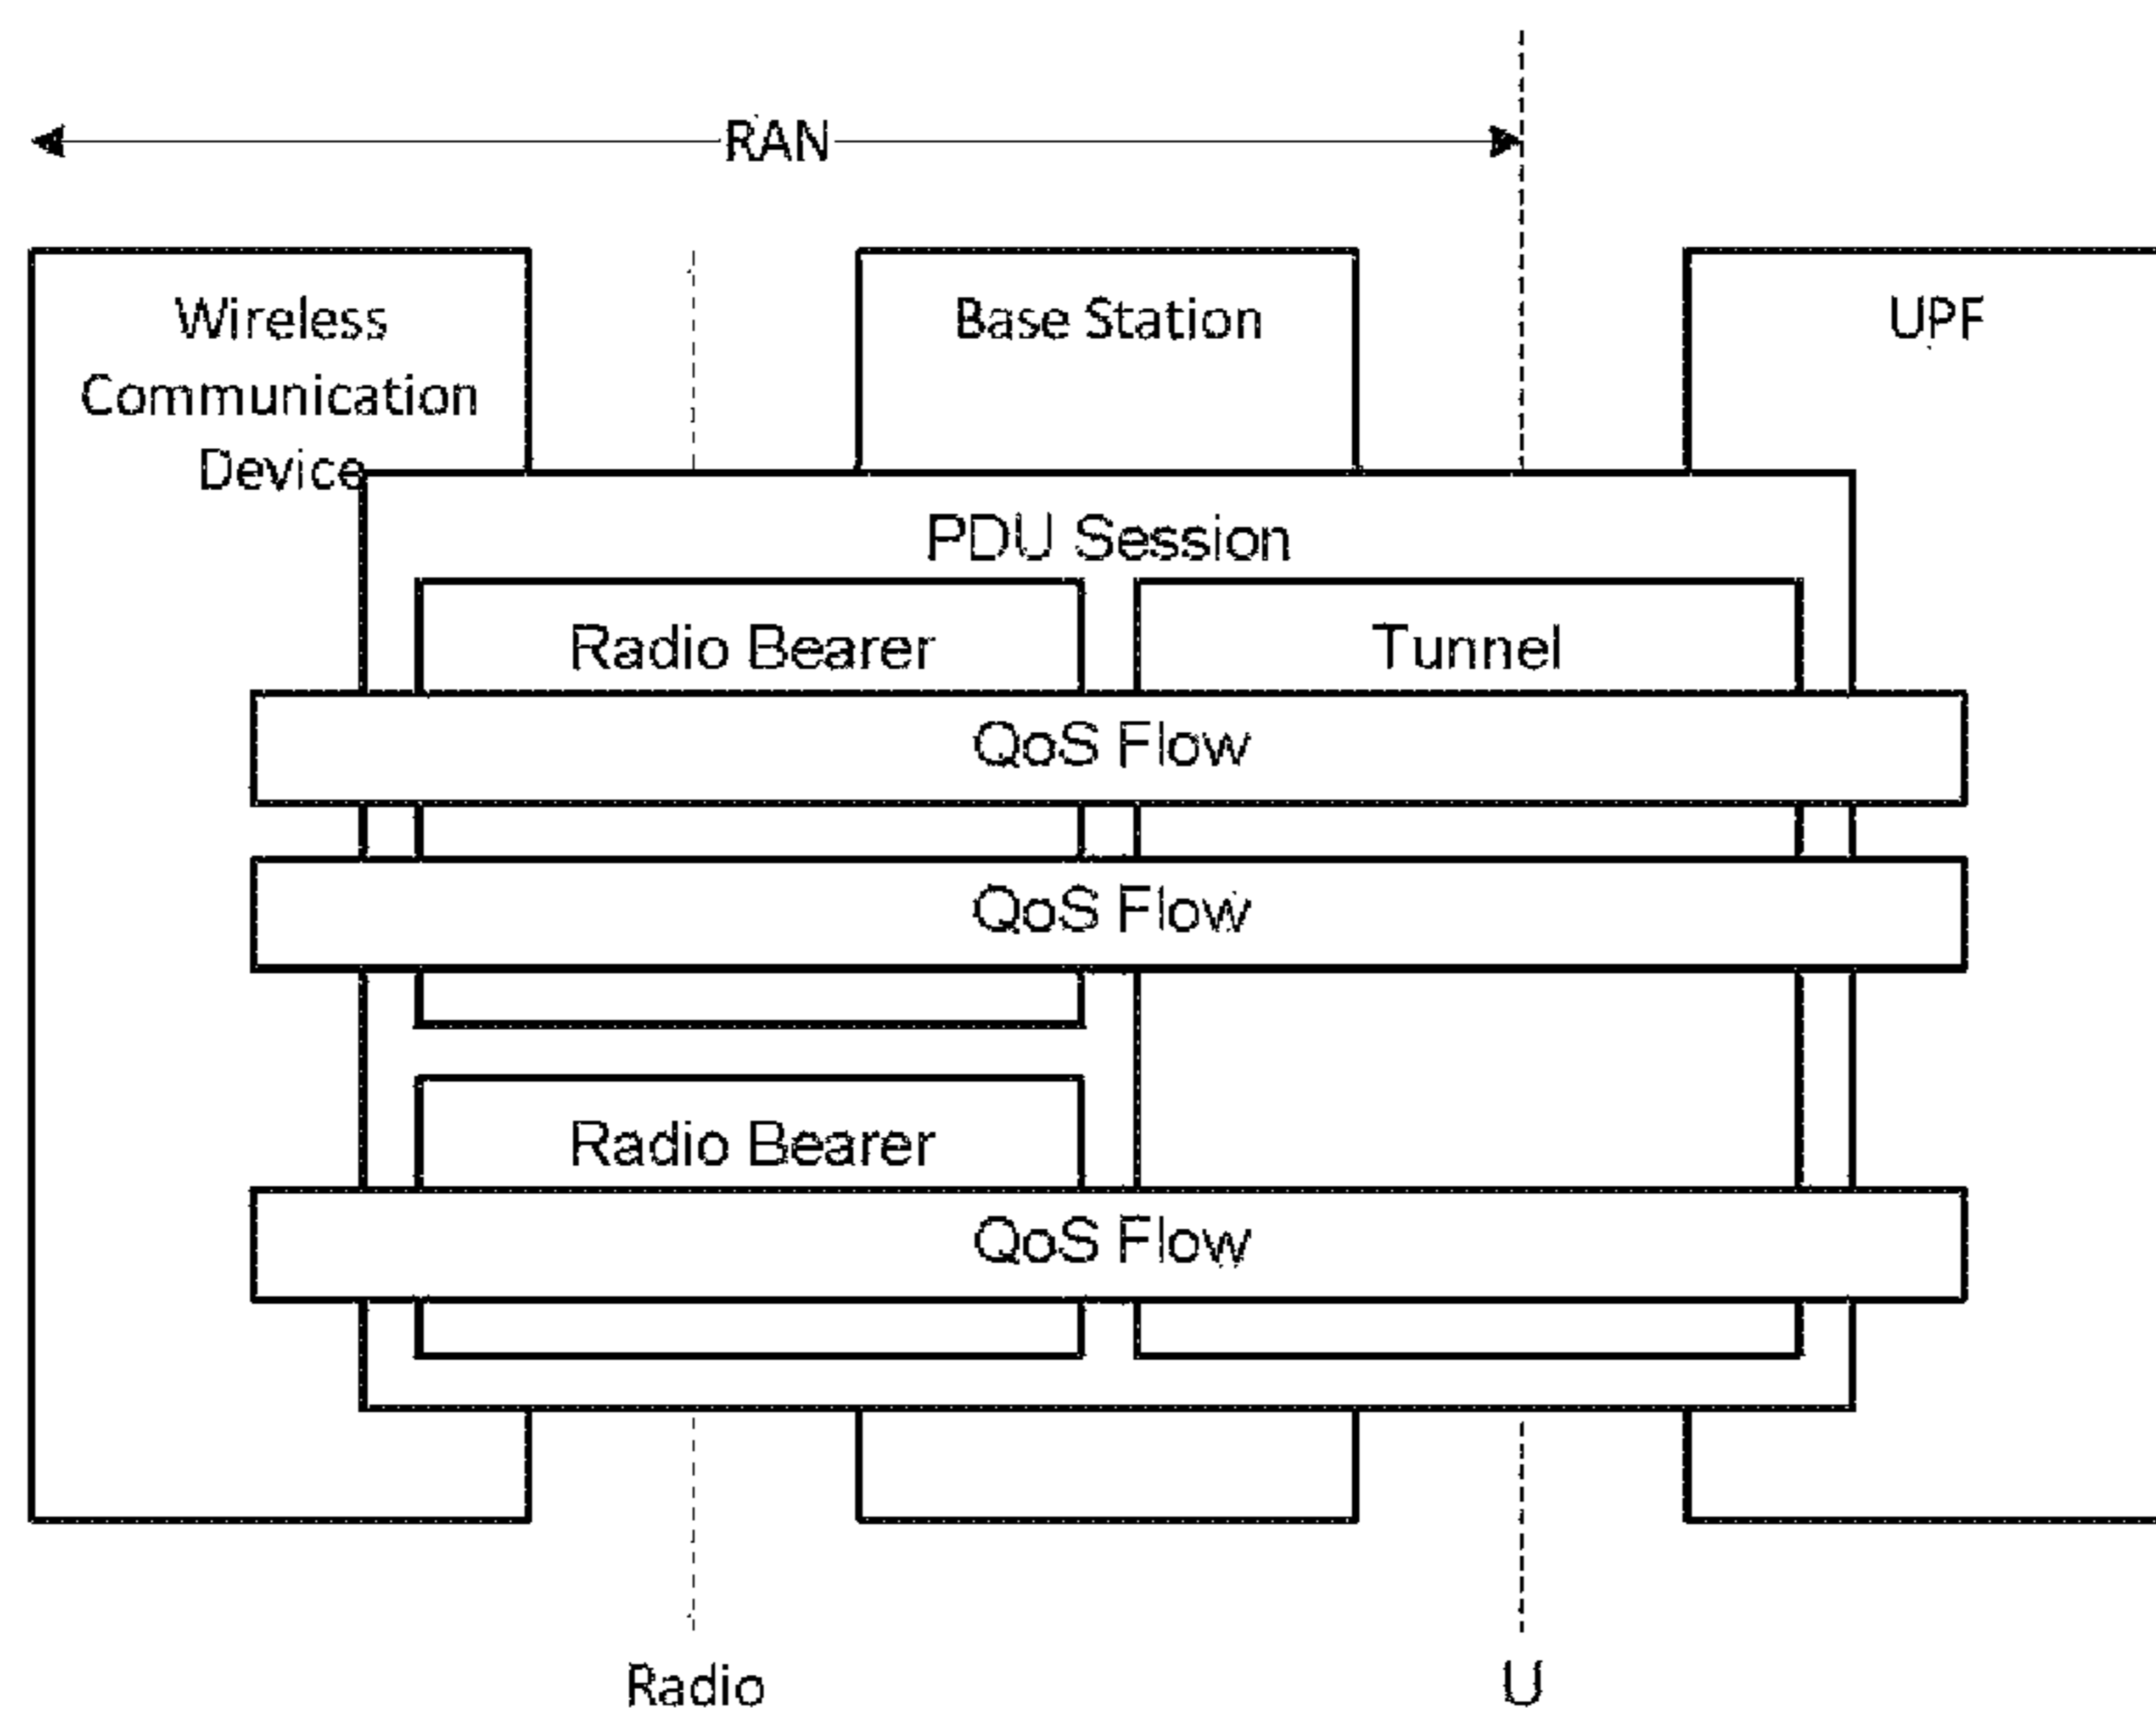 RAN
Wireless
Communication
Device
Base Station
UPF
PDU Session
Radio Bearer
Tunnel
QoS Flow
QoS Flow
Radio Bearer
QoS Flow
Radio
U